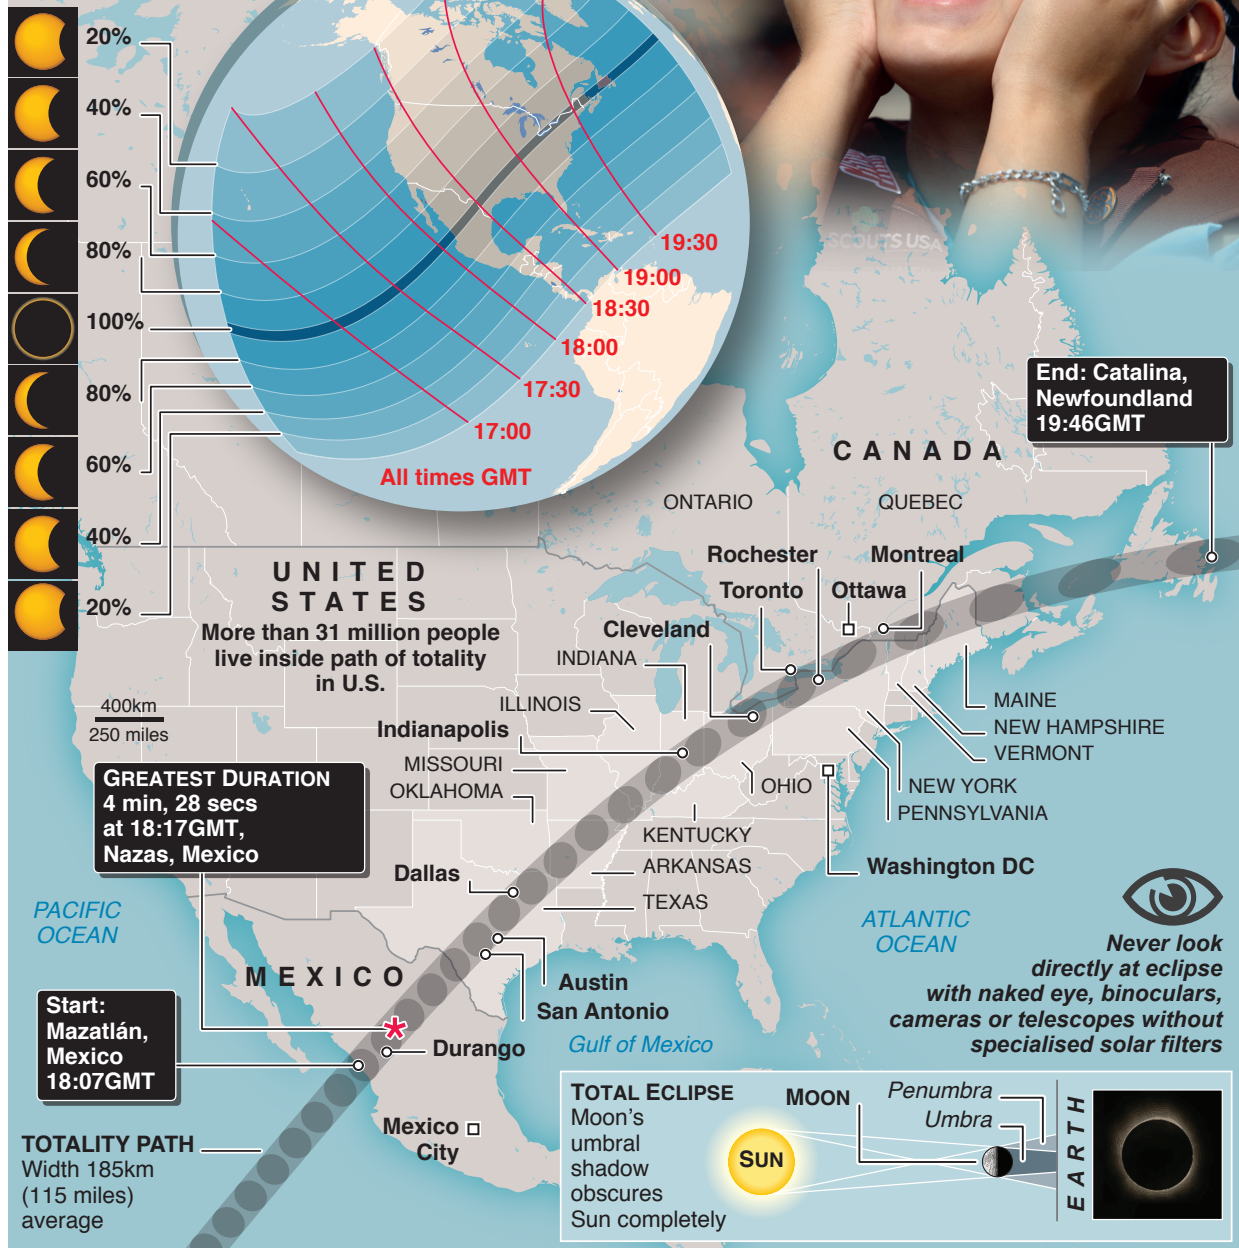 20%
40%
60%
80%
100%
80%
60%
40%
20%
19:30
19:00
18:30
18:00
17:30
17:00
All times GMT
SCOUTS USA
End: Catalina,
Newfoundland
19:46GMT
CANADA
ONTARIO
QUEBEC
Rochester
Montreal
Toronto
Ottawa
UNITED
STATES
More than 31 million people
live inside path of totality
in U.S.
Cleveland
INDIANA
ILLINOIS
Indianapolis
MISSOURI
OKLAHOMA
400km
250 miles
MAINE
NEW HAMPSHIRE
VERMONT
NEW YORK
PENNSYLVANIA
OHIO
KENTUCKY
ARKANSAS
TEXAS
Washington DC
GREATEST DURATION
4 min, 28 secs
at 18:17GMT,
Nazas, Mexico
Dallas
PACIFIC
OCEAN
ATLANTIC
OCEAN
Never look
directly at eclipse
with naked eye, binoculars,
cameras or telescopes without
specialised solar filters
MEXICO
Austin
San Antonio
Start:
Mazatlán,
Mexico
18:07GMT
*
Durango
Gulf of Mexico
Mexico
City
TOTALITY PATH
Width 185km
(115 miles)
average
TOTAL ECLIPSE
Moon's
umbral
shadow
obscures
Sun completely
SUN
MOON
Penumbra
Umbra
EARTH